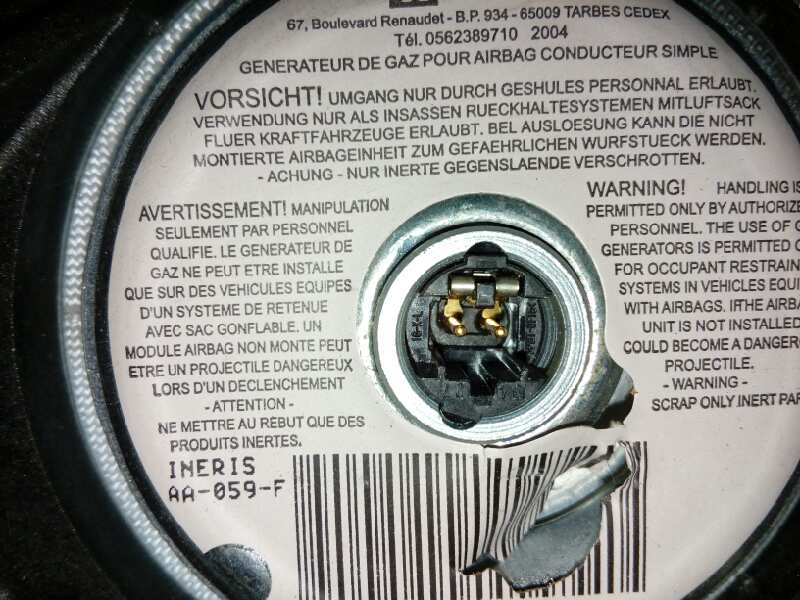 67, Boulevard Renaudet - B.P. 934 - 65009 TARBES CEDEX
Tél. 0562389710 2004
GENERATEUR DE GAZ POUR AIRBAG CONDUCTEUR SIMPLE
VORSICHT! UMGANG NUR DURCH GESHULES PERSONNAL ERLAUBT.
VERWENDUNG NUR ALS INSASSEN RUECKHALTESYSTEMEN MITLUFTSACK
FLUER KRAFTFAHRZEUGE ERLAUBT. BEL AUSLOESUNG KANN DIE NICHT
MONTIERTE AIRBAGEINHEIT ZUM GEFAEHRLICHEN WURFSTUECK WERDEN.
- ACHUNG - NUR INERTE GEGENSLAENDE VERSCHROTTEN.
AVERTISSEMENT! MANIPULATION
SEULEMENT PAR PERSONNEL
QUALIFIE. LE GENERATEUR DE
GAZ NE PEUT ETRE INSTALLE
QUE SUR DES VEHICULES EQUIPES
D'UN SYSTEME DE RETENUE
AVEC SAC GONFLABLE. UN
MODULE AIRBAG NON MONTE PEUT
ETRE UN PROJECTILE DANGEREUX
LORS D'UN DECLENCHEMENT
- ATTENTION -
NE METTRE AU REBUT QUE DES
PRODUITS INERTES.
WARNING! HANDLING IS
PERMITTED ONLY BY AUTHORIZE
PERSONNEL. THE USE OF
GENERATORS IS PERMITTED
FOR OCCUPANT RESTRAIN
SYSTEMS IN VEHICLES EQUI
WITH AIRBAGS. IFTHE AIRBA
UNIT IS NOT INSTALLED
COULD BECOME A DANGER
PROJECTILE.
- WARNING -
SCRAP ONLY INERT PAR
INERIS
AA-059-F